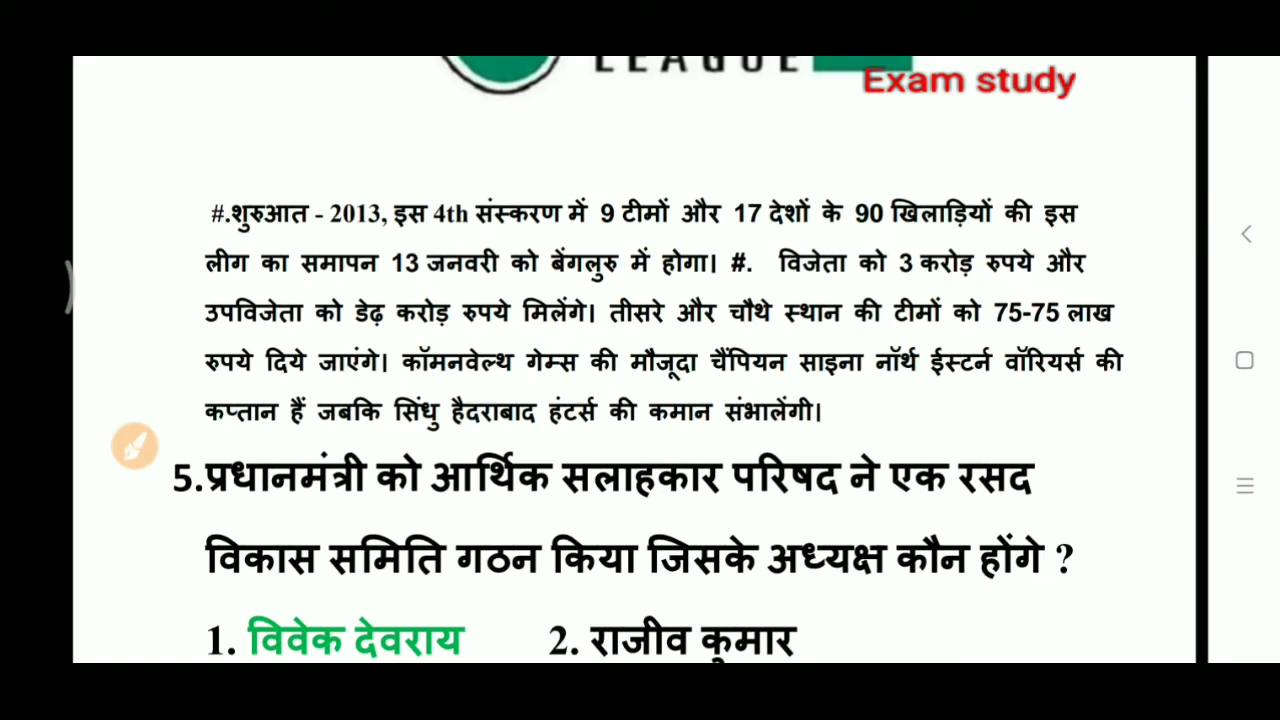 LEAGUE
Exam study
#.शुरुआत - 2013, इस 4th संस्करण में 9 टीमों और 17 देशों के 90 खिलाड़ियों की इस
लीग का समापन 13 जनवरी को बेंगलुरु में होगा। #. विजेता को 3 करोड़ रुपये और
उपविजेता को डेढ़ करोड़ रुपये मिलेंगे। तीसरे और चौथे स्थान की टीमों को 75-75 लाख
रुपये दिये जाएंगे। कॉमनवेल्थ गेम्स की मौजूदा चैंपियन साइना नॉर्थ ईस्टर्न वॉरियर्स की
कप्तान हैं जबकि सिंधु हैदराबाद हंटर्स की कमान संभालेंगी।
5.प्रधानमंत्री को आर्थिक सलाहकार परिषद ने एक रसद
विकास समिति गठन किया जिसके अध्यक्ष कौन होंगे ?
1. विवेक देवराय 2. राजीव कुमार